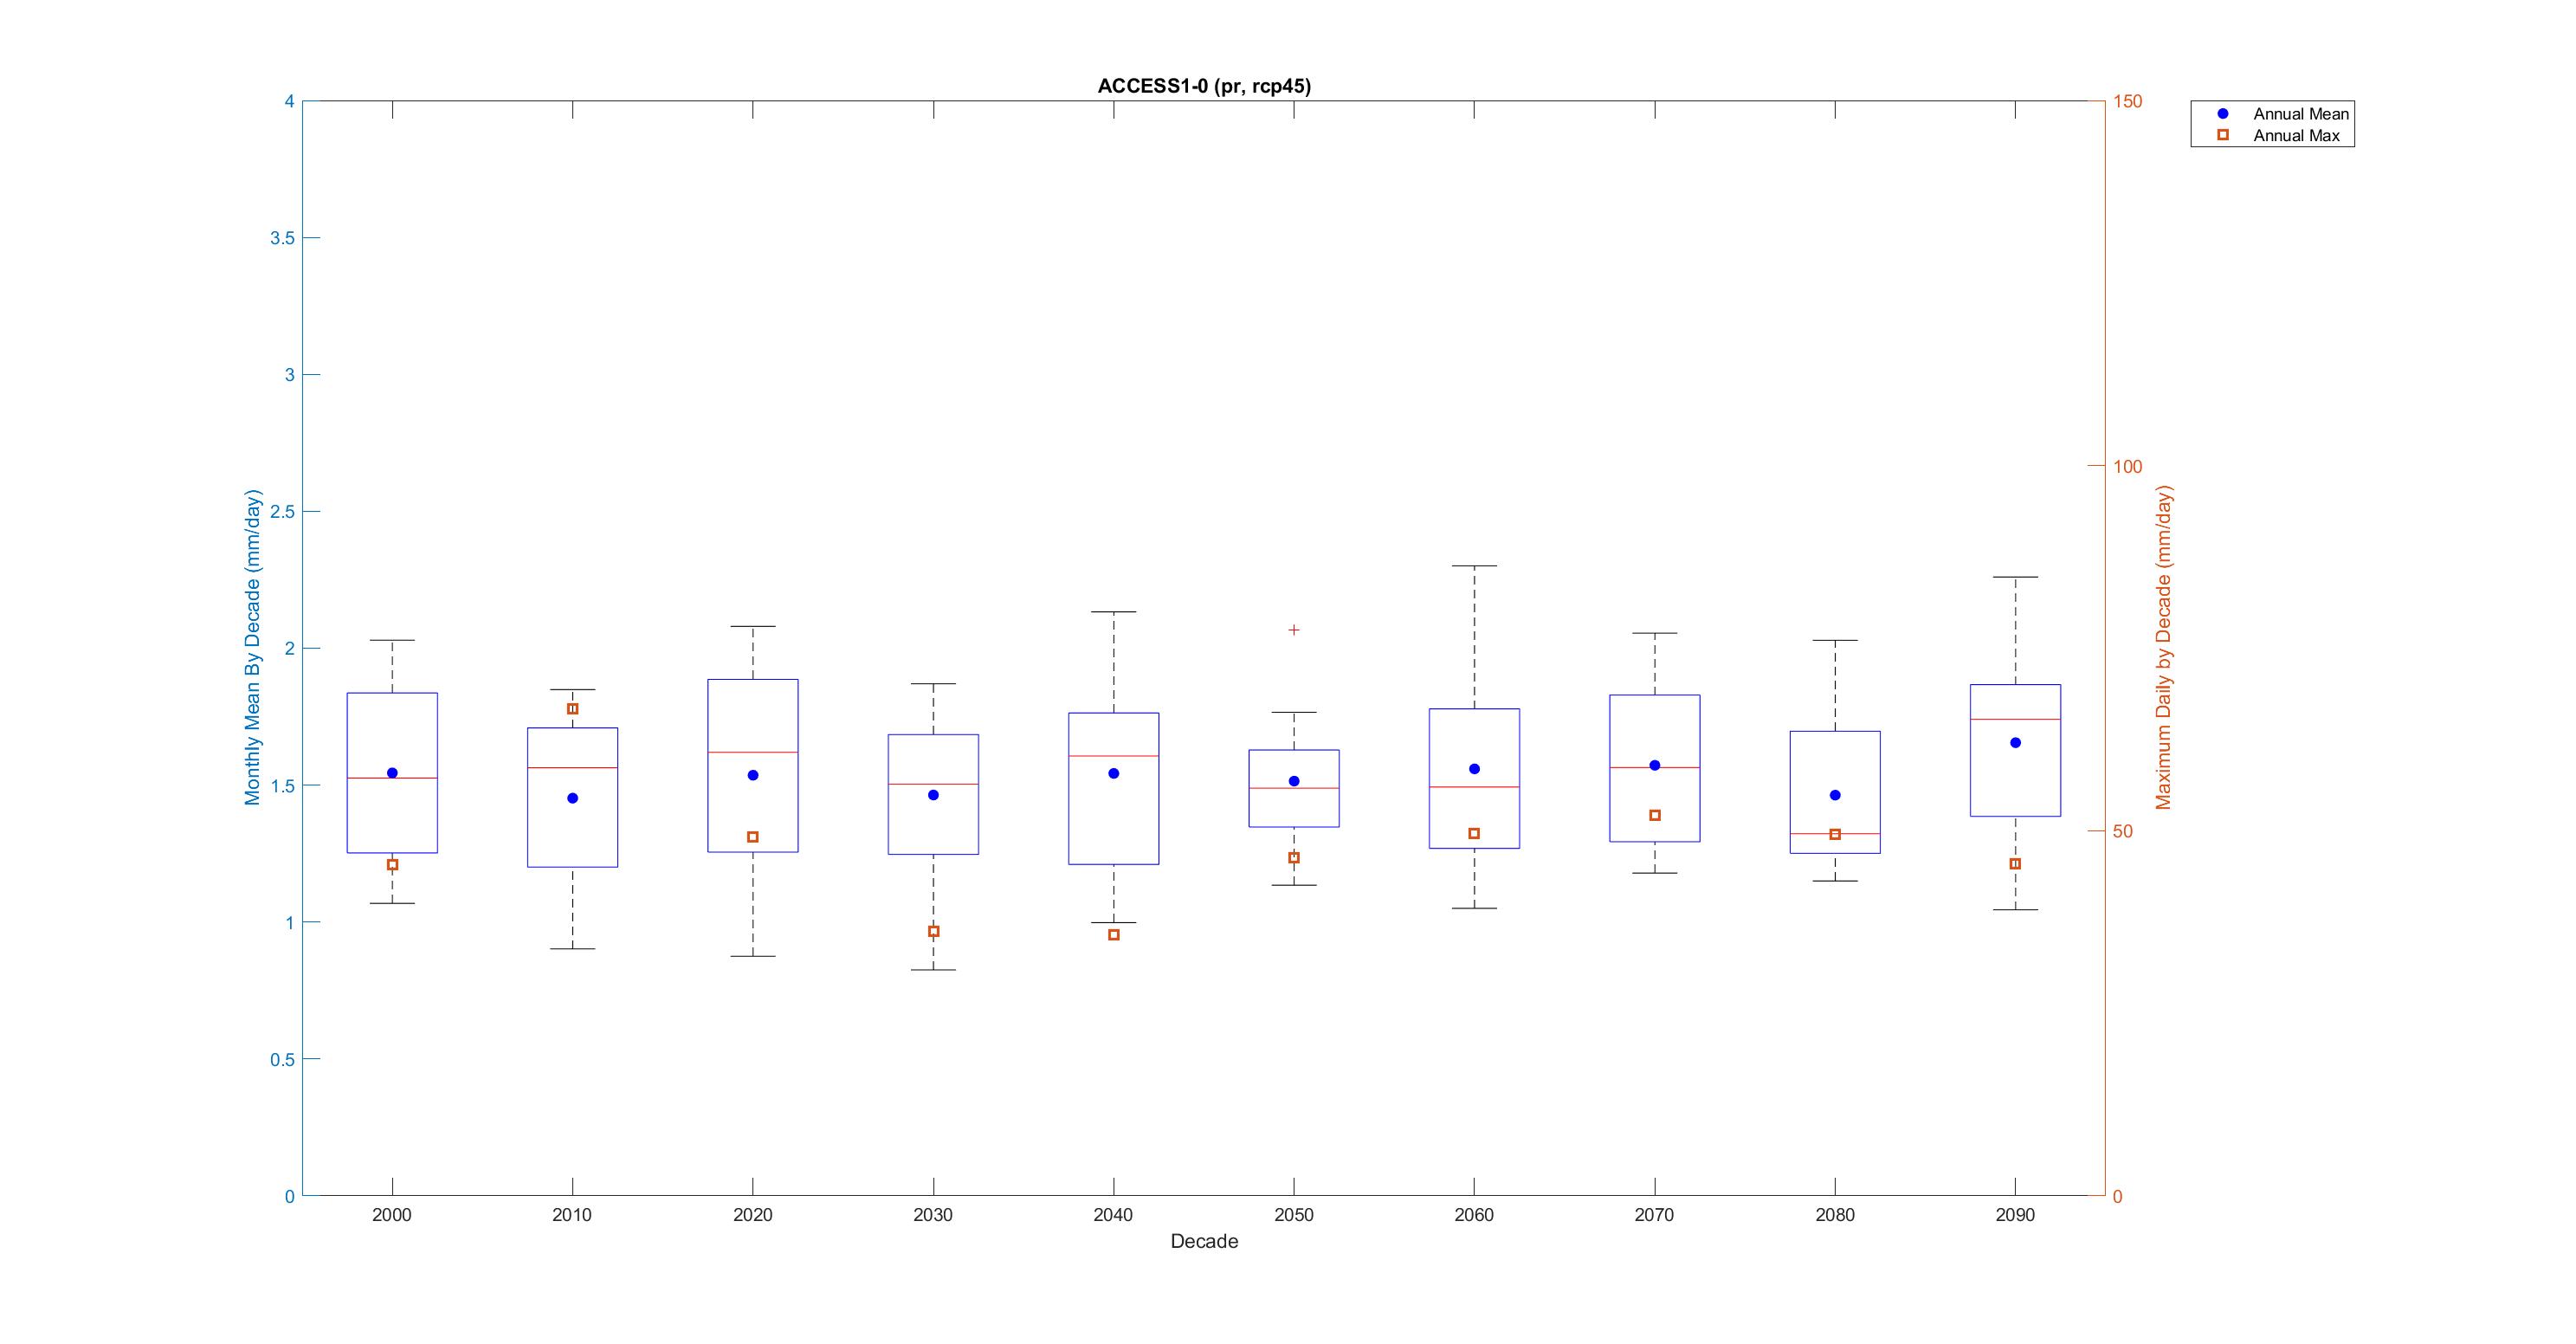 ACCESS1-0 (pr, rcp45)
Annual Mean
Annual Max
Monthly Mean By Decade (mm/day)
4
3.5
3
2.5
2
1.5
1
0.5
0
150
100
50
0
Maximum Daily by Decade (mm/day)
2000 2010 2020 2030 2040 2050 2060 2070 2080 2090
Decade